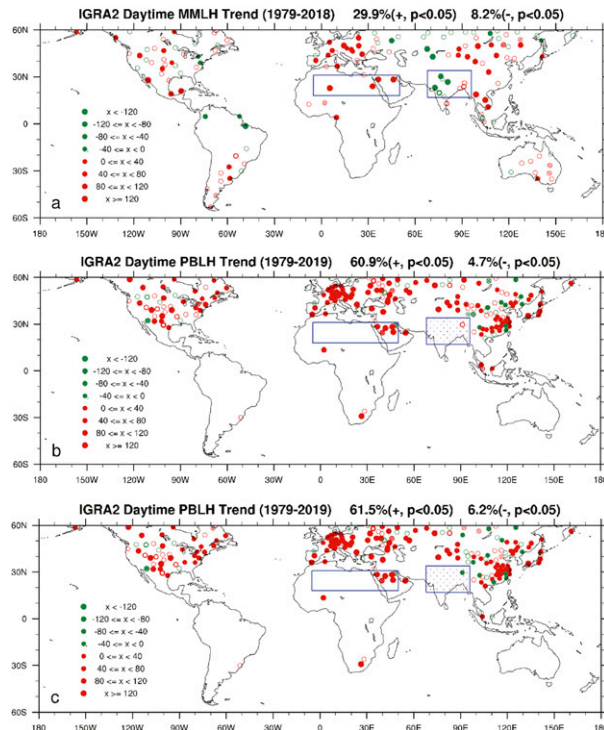 IGRA2 Daytime MMLH Trend (1979-2018) 29.9%(+, p<0.05) 8.2%(-, p<0.05)
60N
30N
0
30S
60S
x < -120
-120 <= x < -80
-80 <= x < -40
-40 <= x < 0
0 <= x < 40
40 <= x < 80
80 <= x < 120
x >= 120
a
180 150W 120W 90W 60W 30W 0 30E 60E 90E 120E 150E 180
IGRA2 Daytime PBLH Trend (1979-2019) 60.9%(+, p<0.05) 4.7%(-, p<0.05)
60N
30N
0
30S
60S
x < -120
-120 <= x < -80
-80 <= x < -40
-40 <= x < 0
0 <= x < 40
40 <= x < 80
80 <= x < 120
x >= 120
b
180 150W 120W 90W 60W 30W 0 30E 60E 90E 120E 150E 180
IGRA2 Daytime PBLH Trend (1979-2019) 61.5%(+, p<0.05) 6.2%(-, p<0.05)
60N
30N
0
30S
60S
x < -120
-120 <= x < -80
-80 <= x < -40
-40 <= x < 0
0 <= x < 40
40 <= x < 80
80 <= x < 120
x >= 120
c
180 150W 120W 90W 60W 30W 0 30E 60E 90E 120E 150E 180